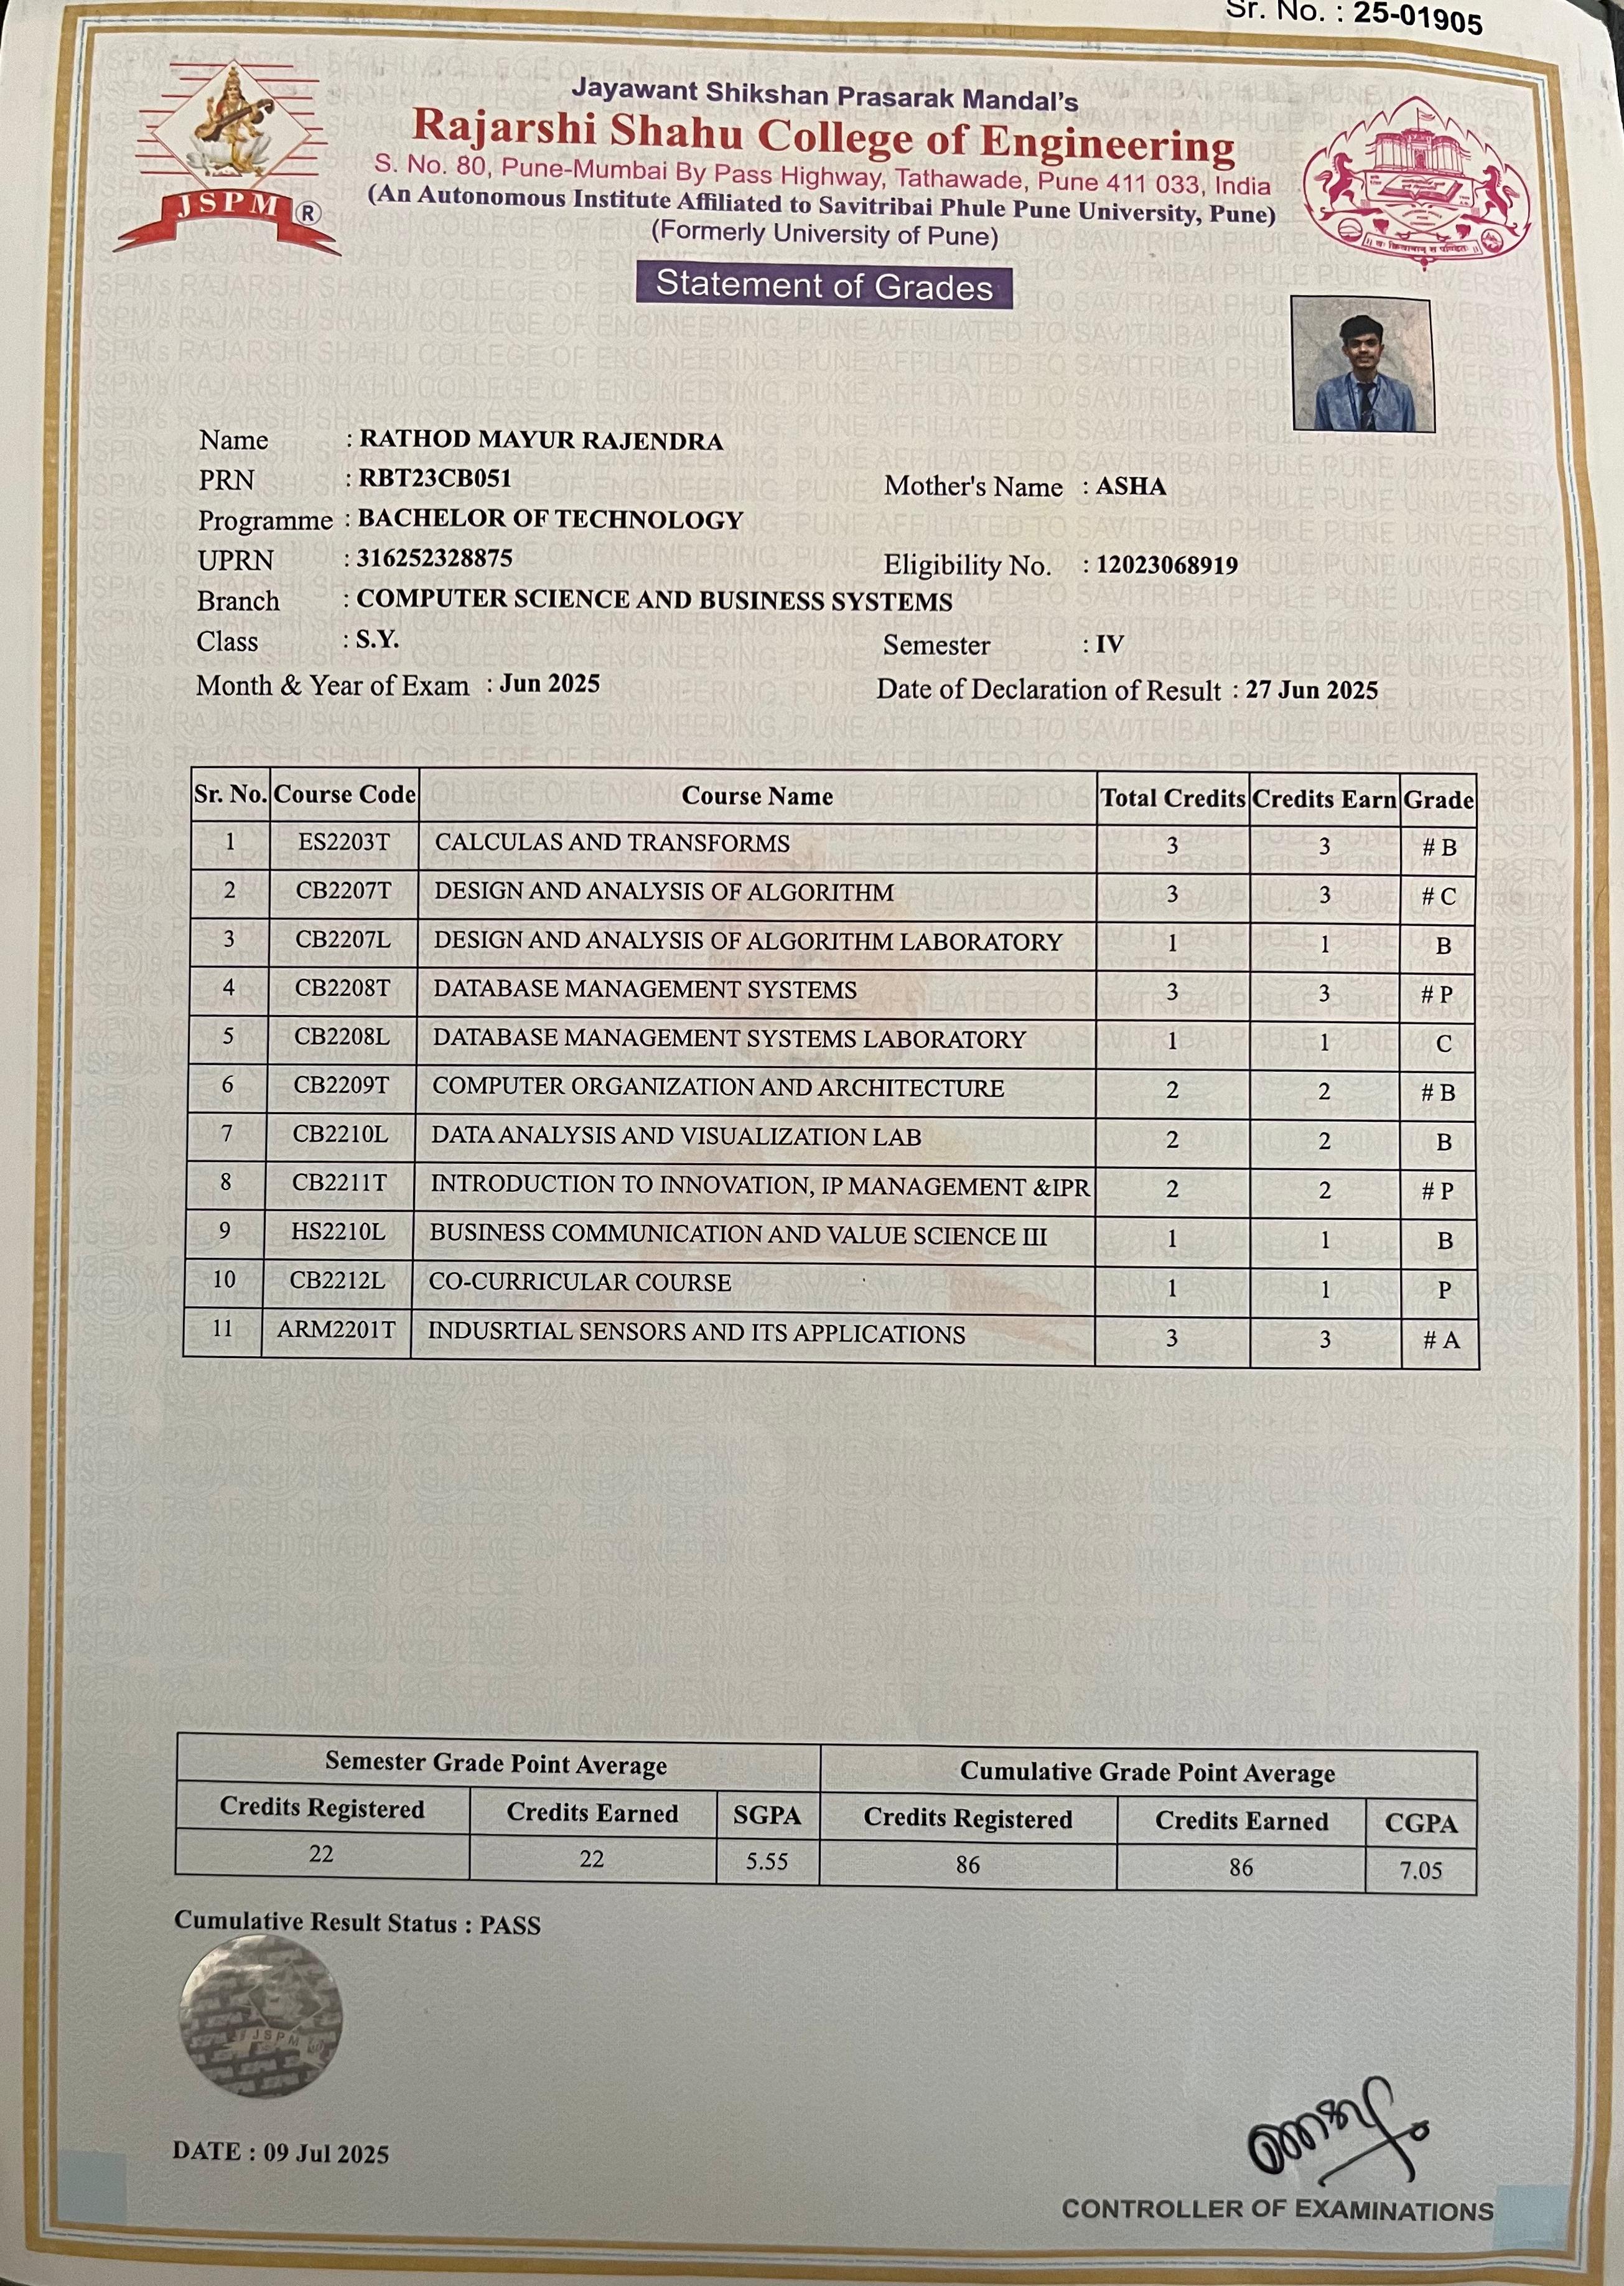 Sr. No. : 25-01905
Jayawant Shikshan Prasarak Mandal's
Rajarshi Shahu College of Engineering
S. No. 80, Pune-Mumbai By Pass Highway, Tathawade, Pune 411 033, India
(An Autonomous Institute Affiliated to Savitribai Phule Pune University, Pune)
(Formerly University of Pune)
JSPM ®
Statement of Grades
Name : RATHOD MAYUR RAJENDRA
PRN : RBT23CB051 Mother's Name : ASHA
Programme : BACHELOR OF TECHNOLOGY
UPRN : 316252328875 Eligibility No. : 12023068919
Branch : COMPUTER SCIENCE AND BUSINESS SYSTEMS
Class : S.Y. Semester : IV
Month & Year of Exam : Jun 2025 Date of Declaration of Result : 27 Jun 2025
Sr. No. Course Code Course Name Total Credits Credits Earn Grade
1 ES2203T CALCULAS AND TRANSFORMS 3 3 # B
2 CB2207T DESIGN AND ANALYSIS OF ALGORITHM 3 3 # C
3 CB2207L DESIGN AND ANALYSIS OF ALGORITHM LABORATORY 1 1 B
4 CB2208T DATABASE MANAGEMENT SYSTEMS 3 3 # P
5 CB2208L DATABASE MANAGEMENT SYSTEMS LABORATORY 1 1 C
6 CB2209T COMPUTER ORGANIZATION AND ARCHITECTURE 2 2 # B
7 CB2210L DATA ANALYSIS AND VISUALIZATION LAB 2 2 B
8 CB2211T INTRODUCTION TO INNOVATION, IP MANAGEMENT &IPR 2 2 # P
9 HS2210L BUSINESS COMMUNICATION AND VALUE SCIENCE III 1 1 B
10 CB2212L CO-CURRICULAR COURSE 1 1 P
11 ARM2201T INDUSRTIAL SENSORS AND ITS APPLICATIONS 3 3 # A
Semester Grade Point Average Cumulative Grade Point Average
Credits Registered Credits Earned SGPA Credits Registered Credits Earned CGPA
22 22 5.55 86 86 7.05
Cumulative Result Status : PASS
JSPM
DATE : 09 Jul 2025
CONTROLLER OF EXAMINATIONS